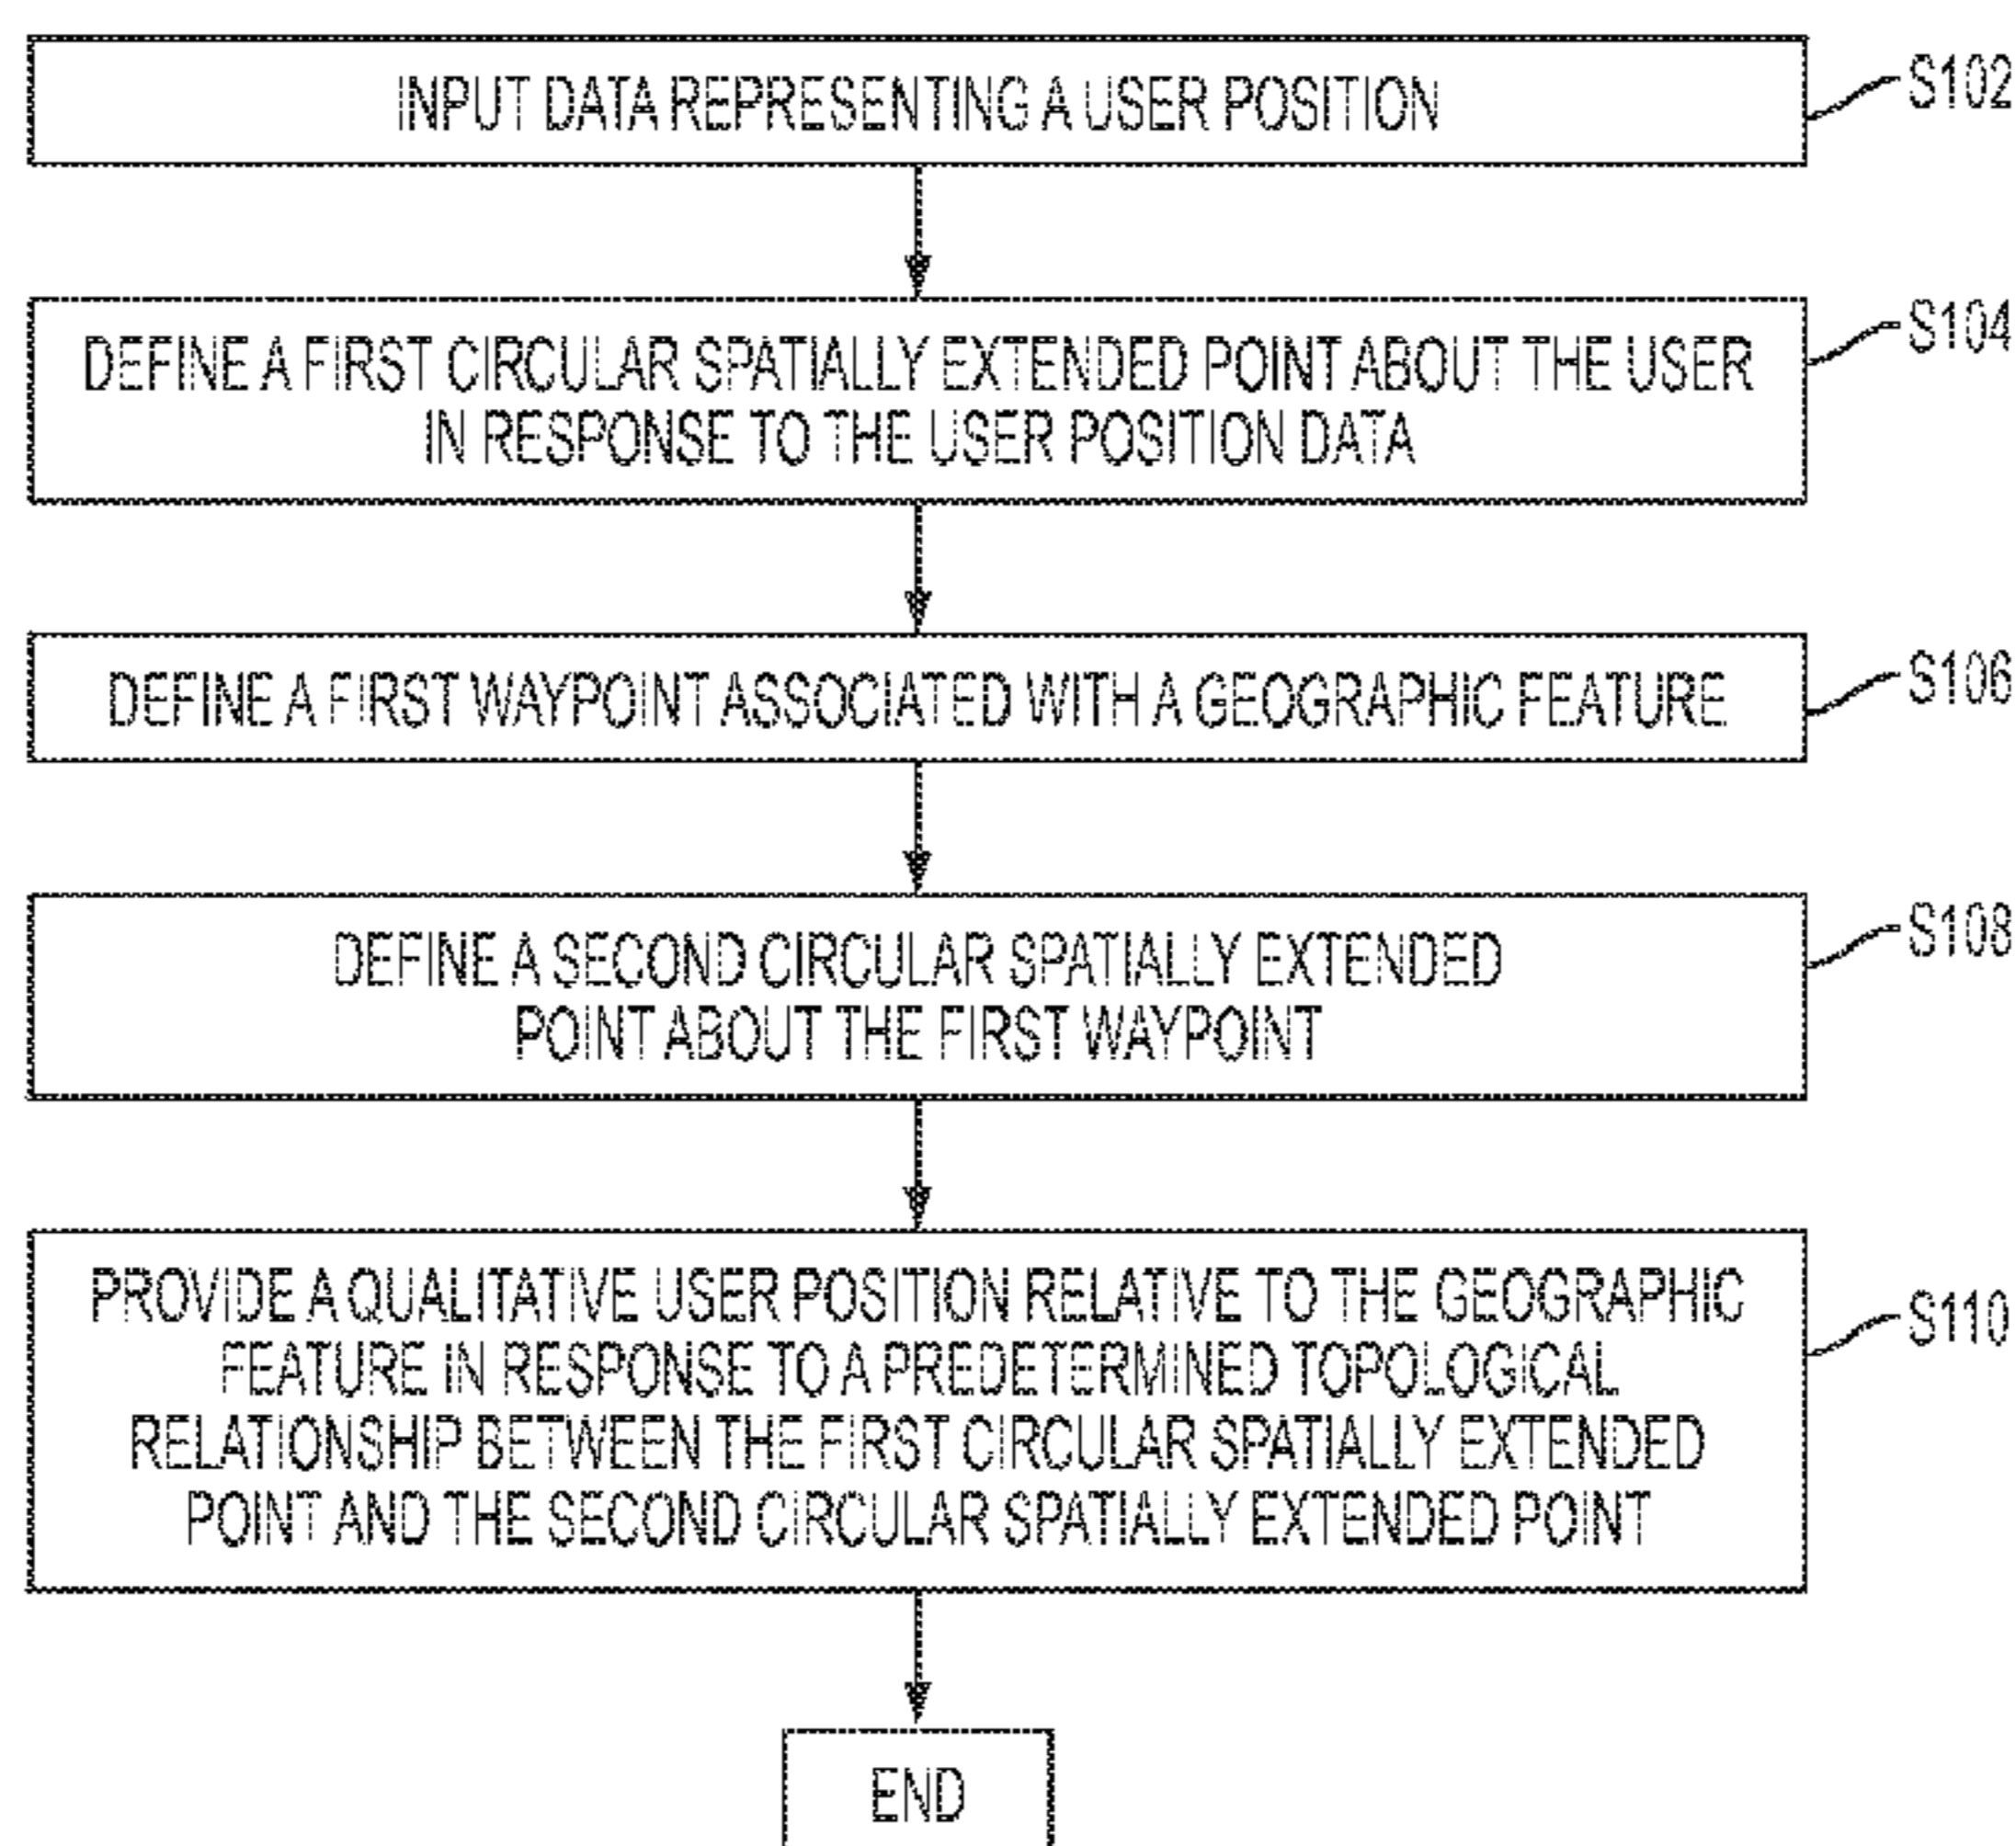 INPUT DATA REPRESENTING A USER POSITION
S102
DEFINE A FIRST CIRCULAR SPATIALLY EXTENDED POINT ABOUT THE USER
IN RESPONSE TO THE USER POSITION DATA
S104
DEFINE A FIRST WAYPOINT ASSOCIATED WITH A GEOGRAPHIC FEATURE
S106
DEFINE A SECOND CIRCULAR SPATIALLY EXTENDED
POINT ABOUT THE FIRST WAYPOINT
S108
PROVIDE A QUALITATIVE USER POSITION RELATIVE TO THE GEOGRAPHIC
FEATURE IN RESPONSE TO A PREDETERMINED TOPOLOGICAL
RELATIONSHIP BETWEEN THE FIRST CIRCULAR SPATIALLY EXTENDED
POINT AND THE SECOND CIRCULAR SPATIALLY EXTENDED POINT
S110
END